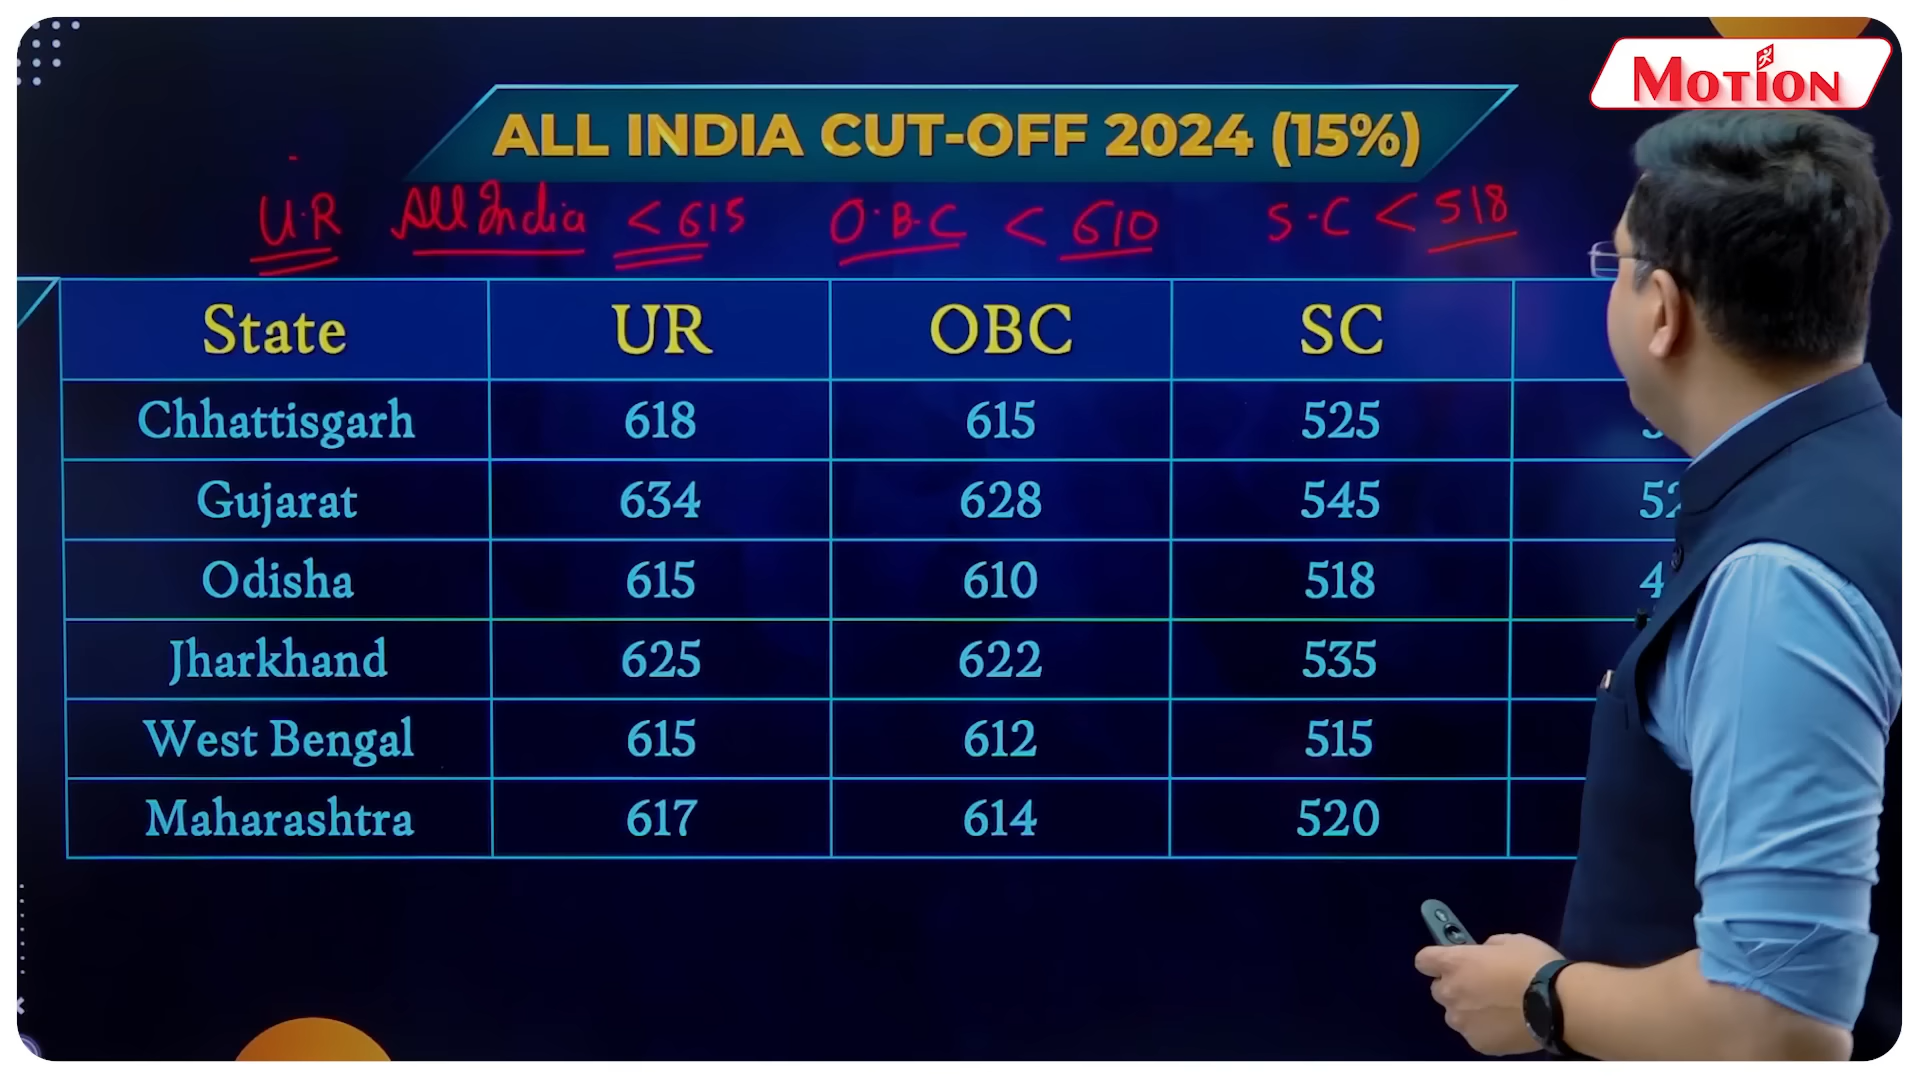 MOTION
ALL INDIA CUT-OFF 2024 (15%)
U.R All India < 615 O.B.C < 610 S-C < 518
State UR OBC SC
Chhattisgarh 618 615 525
Gujarat 634 628 545
Odisha 615 610 518
Jharkhand 625 622 535
West Bengal 615 612 515
Maharashtra 617 614 520